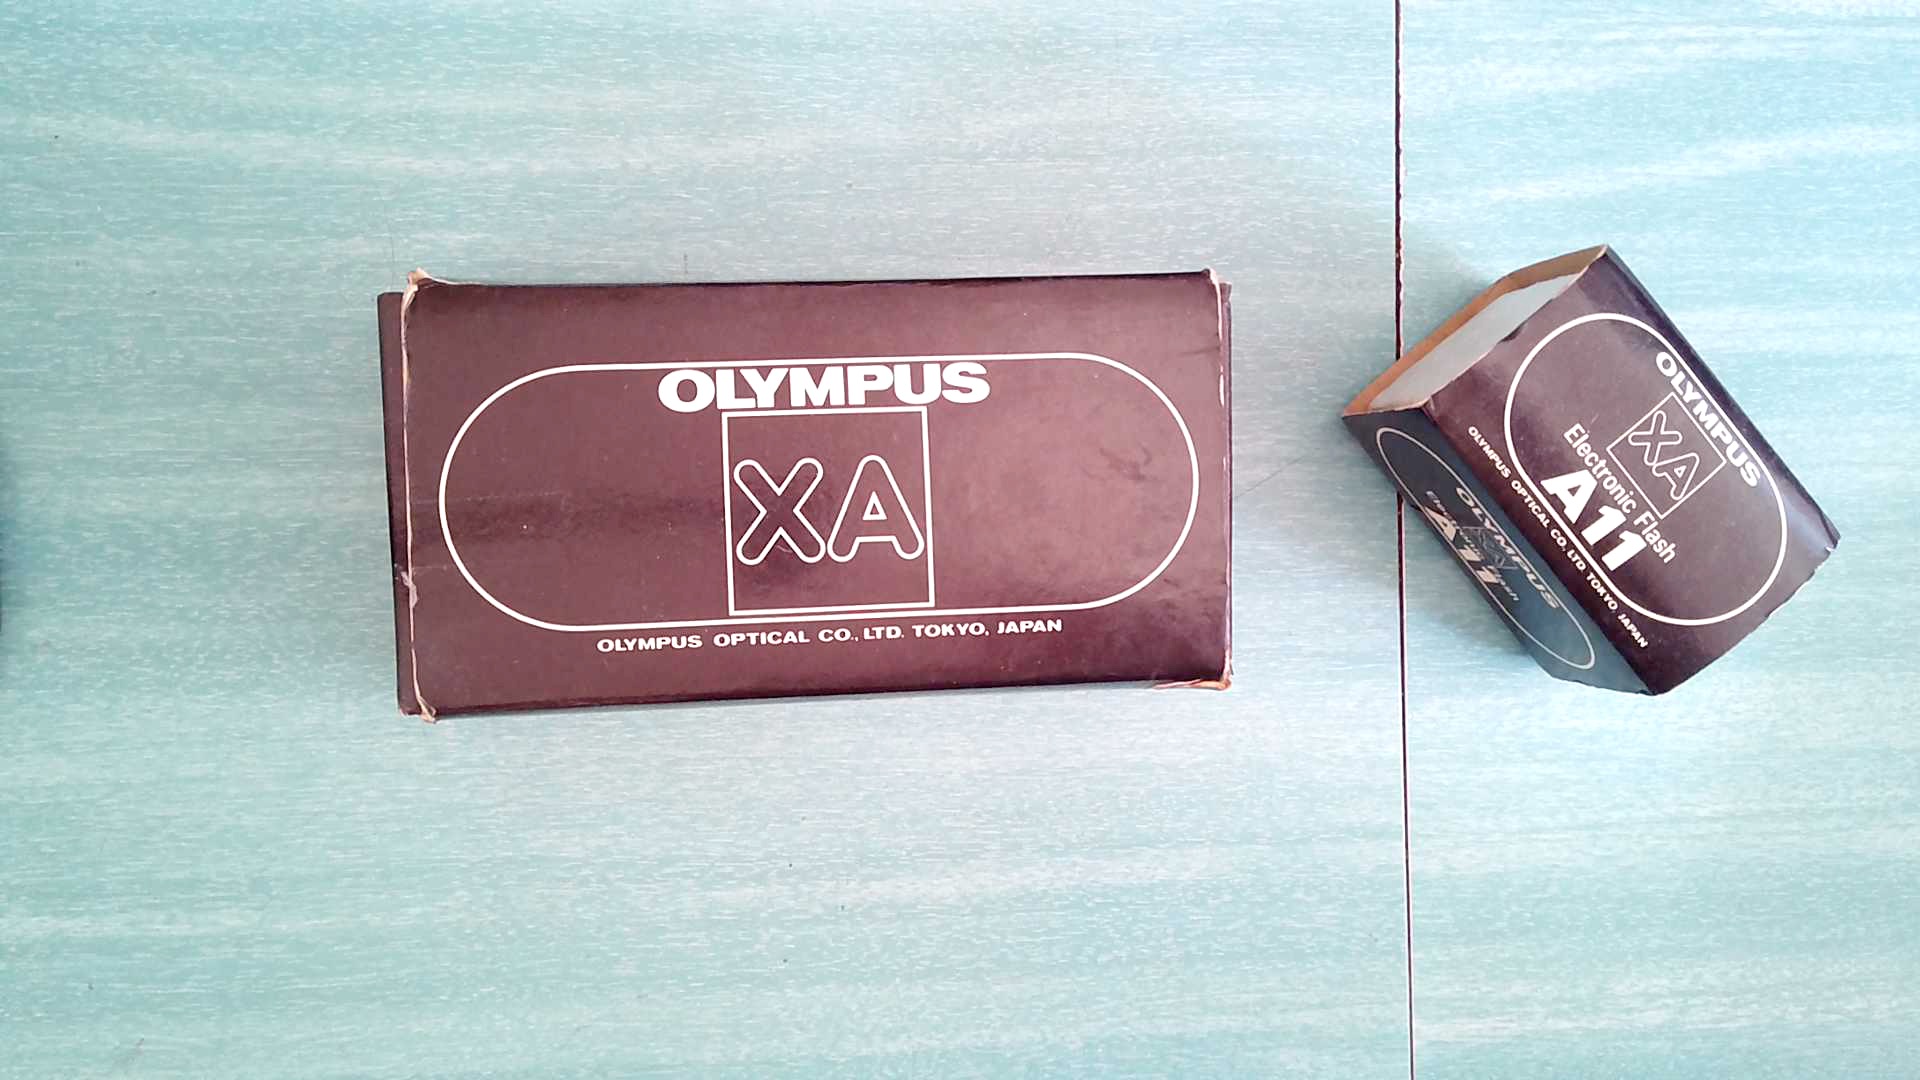 OLYMPUS
XA
OLYMPUS OPTICAL CO., LTD. TOKYO, JAPAN
OLYMPUS
XA
Electronic Flash
A11
OLYMPUS OPTICAL CO., LTD. TOKYO, JAPAN
OLYMPUS
A11